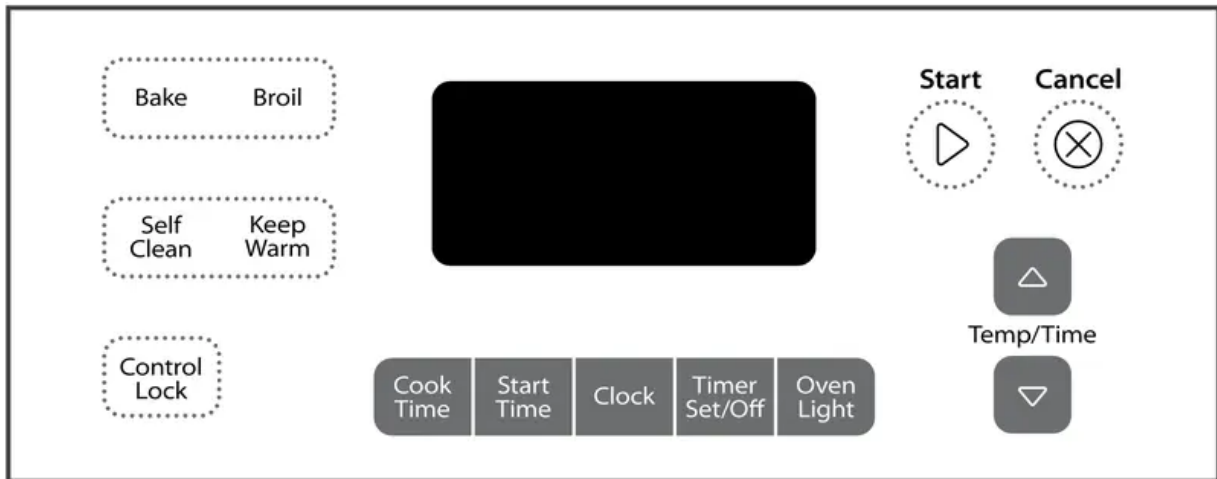 Bake Broil
Start Cancel
Self Keep
Clean Warm
Temp/Time
Control
Lock
Cook Start Clock Timer Oven
Time Time Set/Off Light